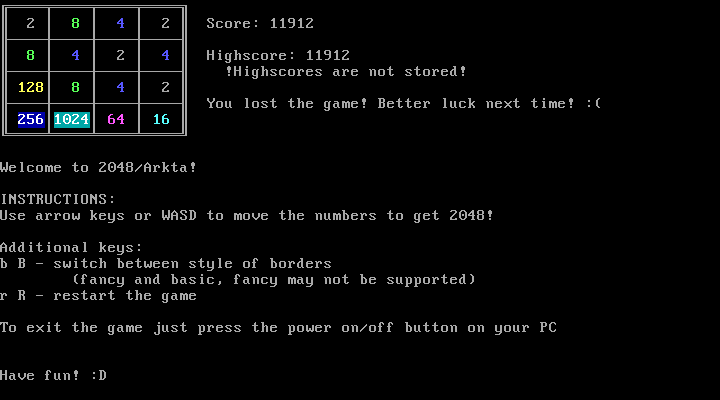 2 8 4 2 Score: 11912
8 4 2 4 Highscore: 11912
!Highscores are not stored!
128 8 4 2
You lost the game! Better luck next time! :(
256 1024 64 16
Welcome to 2048/Arkta!
INSTRUCTIONS:
Use arrow keys or WASD to move the numbers to get 2048!
Additional keys:
b B - switch between style of borders
(fancy and basic, fancy may not be supported)
r R - restart the game
To exit the game just press the power on/off button on your PC
Have fun! :D